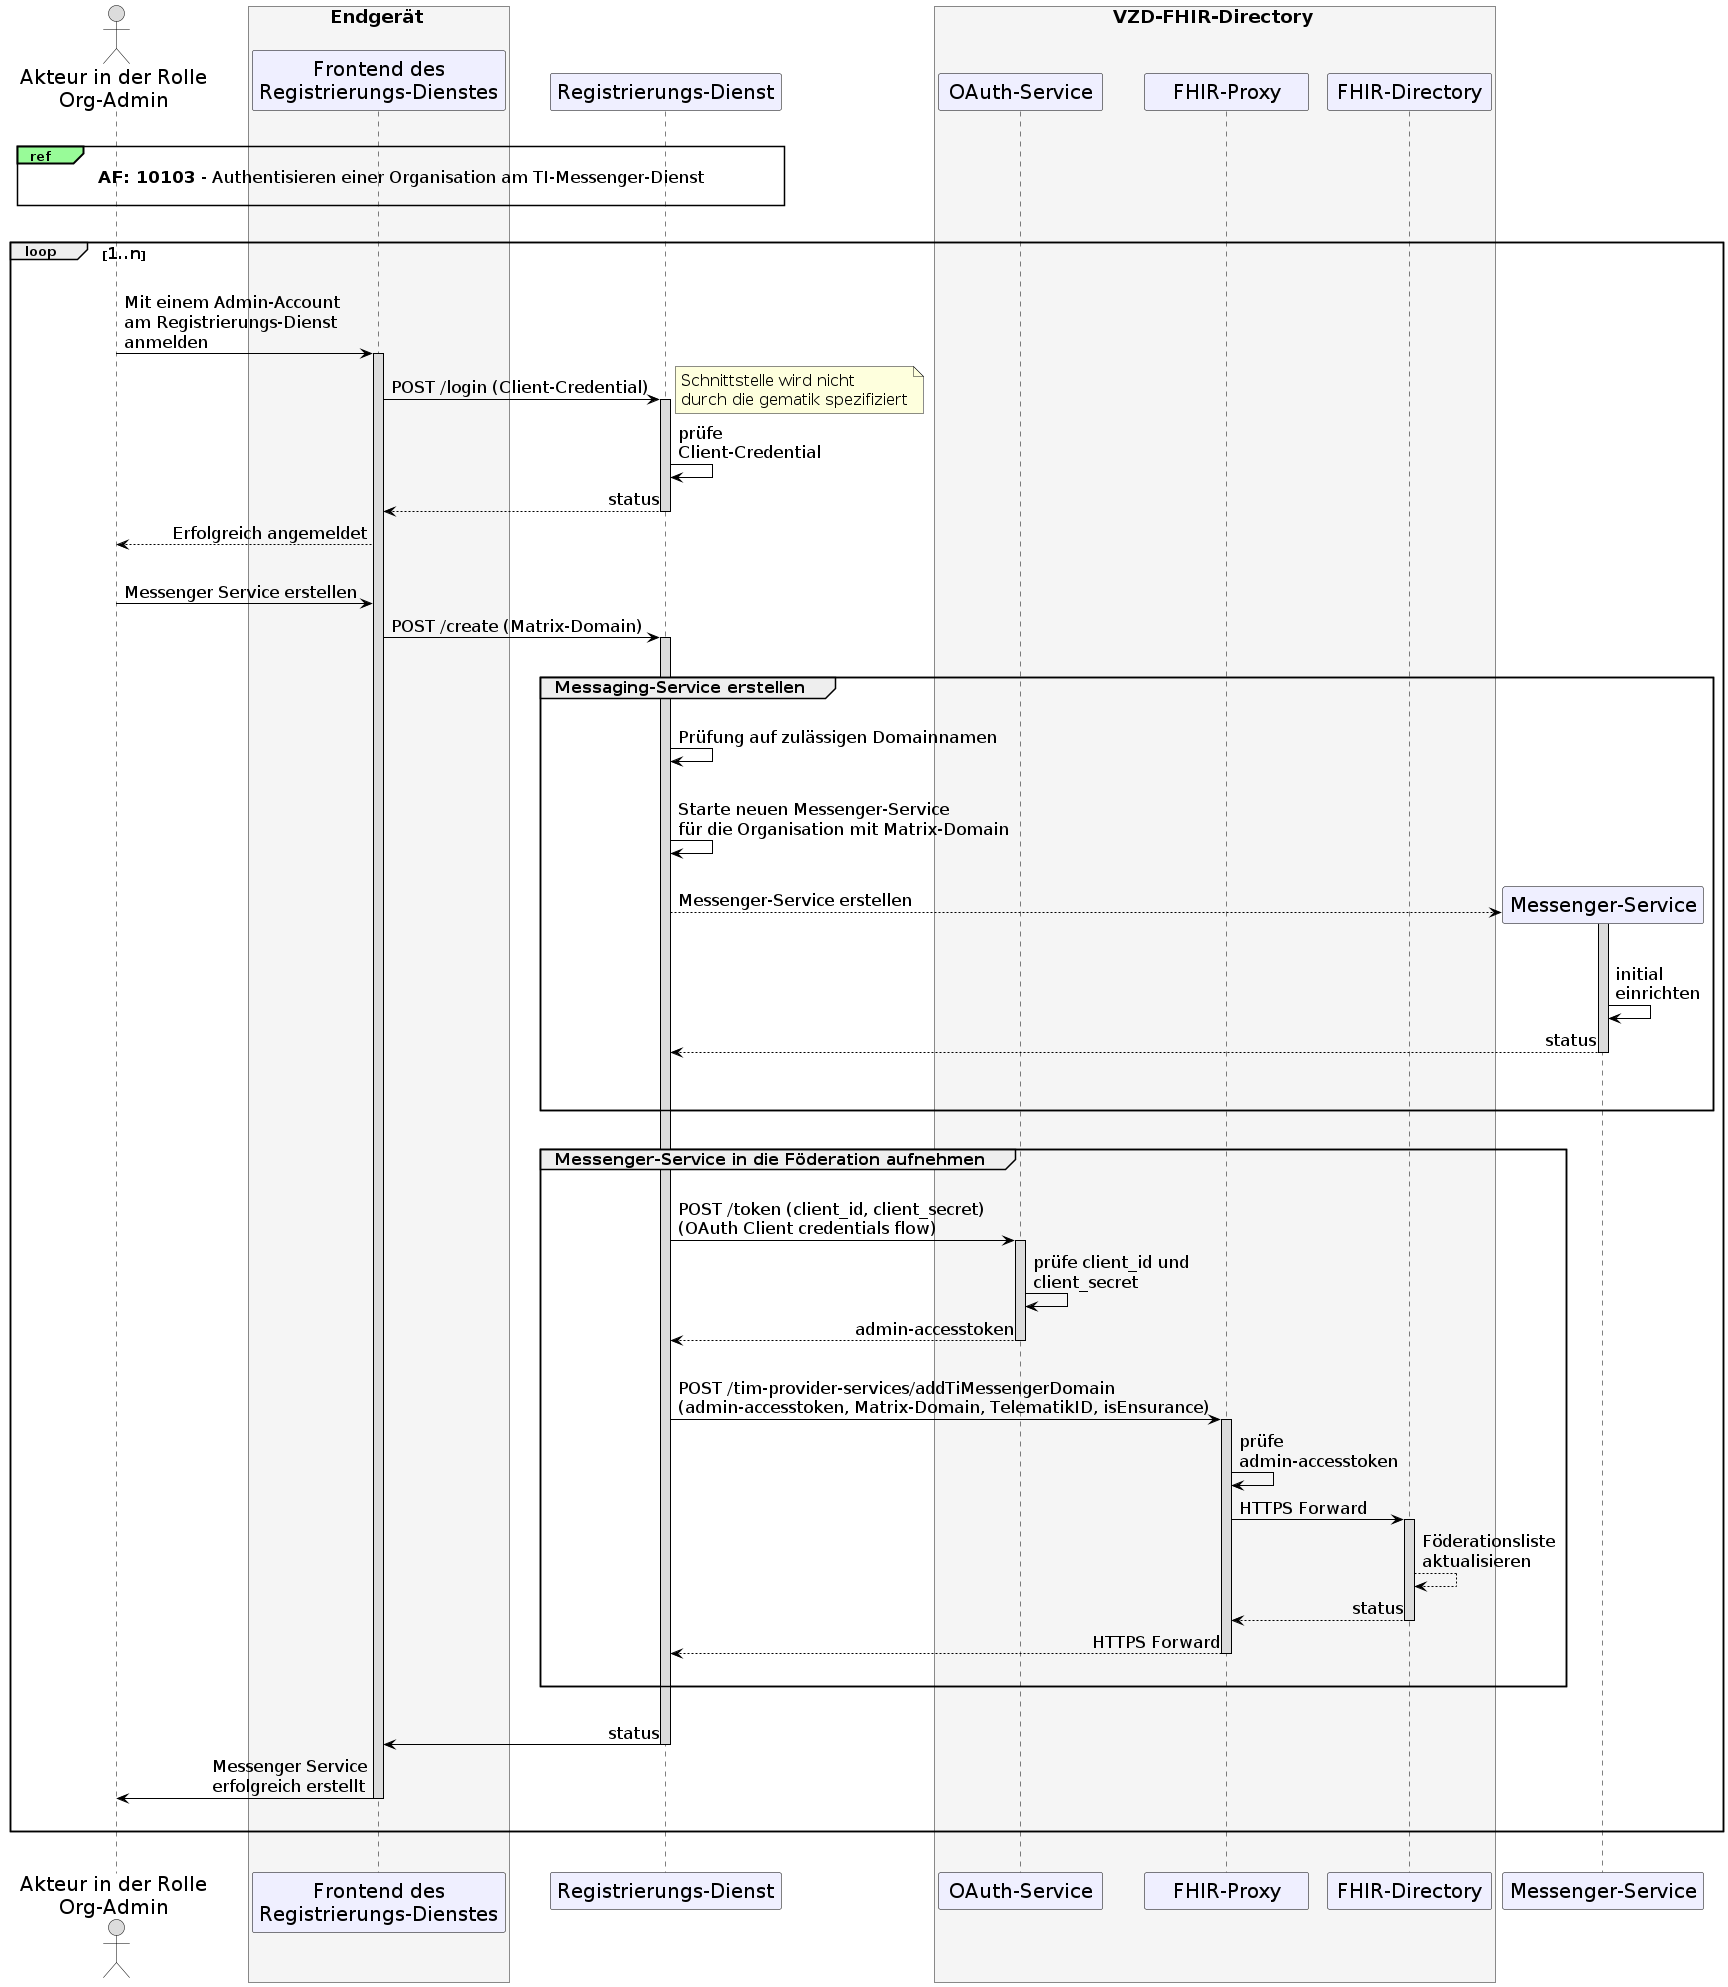 Endgerät
VZD-FHIR-Directory
Akteur in der Rolle
Org-Admin
Frontend des
Registrierungs-Dienstes
Registrierungs-Dienst
OAuth-Service
FHIR-Proxy
FHIR-Directory
ref
AF: 10103 - Authentisieren einer Organisation am TI-Messenger-Dienst
loop
[1..n]
Mit einem Admin-Account
am Registrierungs-Dienst
anmelden
POST /login (Client-Credential)
Schnittstelle wird nicht
durch die gematik spezifiziert
prüfe
Client-Credential
status
Erfolgreich angemeldet
Messenger Service erstellen
POST /create (Matrix-Domain)
Messaging-Service erstellen
Prüfung auf zulässigen Domainnamen
Starte neuen Messenger-Service
für die Organisation mit Matrix-Domain
Messenger-Service erstellen
Messenger-Service
initial
einrichten
status
Messenger-Service in die Föderation aufnehmen
POST /token (client_id, client_secret)
(OAuth Client credentials flow)
prüfe client_id und
client_secret
admin-accesstoken
POST /tim-provider-services/addTiMessengerDomain
(admin-accesstoken, Matrix-Domain, TelematikID, isEnsurance)
prüfe
admin-accesstoken
HTTPS Forward
Föderationsliste
aktualisieren
status
HTTPS Forward
status
Messenger Service
erfolgreich erstellt
Akteur in der Rolle
Org-Admin
Frontend des
Registrierungs-Dienstes
Registrierungs-Dienst
OAuth-Service
FHIR-Proxy
FHIR-Directory
Messenger-Service